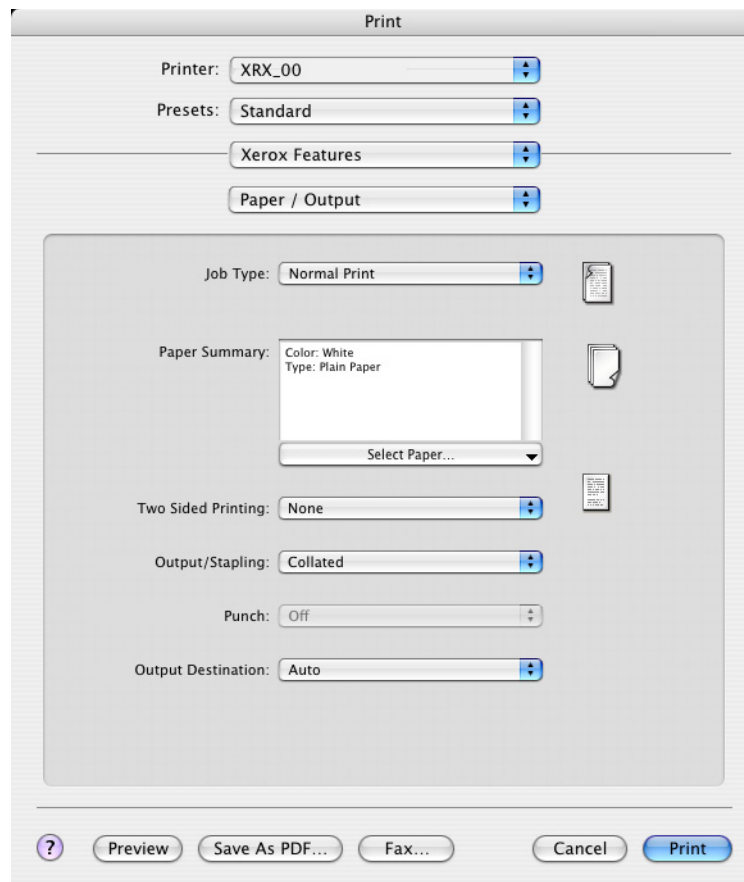 Print
Printer: XRX_00
Presets: Standard
Xerox Features
Paper / Output
Job Type: Normal Print
Paper Summary: Color: White
Type: Plain Paper
Select Paper...
Two Sided Printing: None
Output/Stapling: Collated
Punch: Off
Output Destination: Auto
? Preview Save As PDF... Fax... Cancel Print